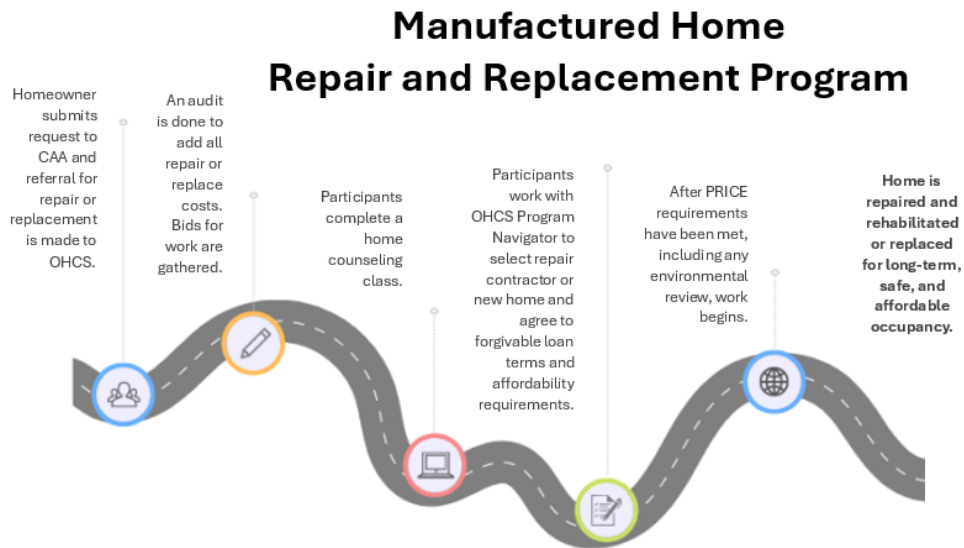 Manufactured Home
Repair and Replacement Program
Homeowner
submits
request to
CAA and
referral for
repair or
replacement
is made to
OHCS.
An audit
is done to
add all
repair or
replace
costs.
Bids for
work are
gathered.
Participants
complete a
home
counseling
class.
Participants
work with
OHCS Program
Navigator to
select repair
contractor or
new home and
agree to
forgivable loan
terms and
affordability
requirements.
After PRICE
requirements
have been met,
including any
environmental
review, work
begins.
Home is
repaired and
rehabilitated
or replaced
for long-term,
safe, and
affordable
occupancy.